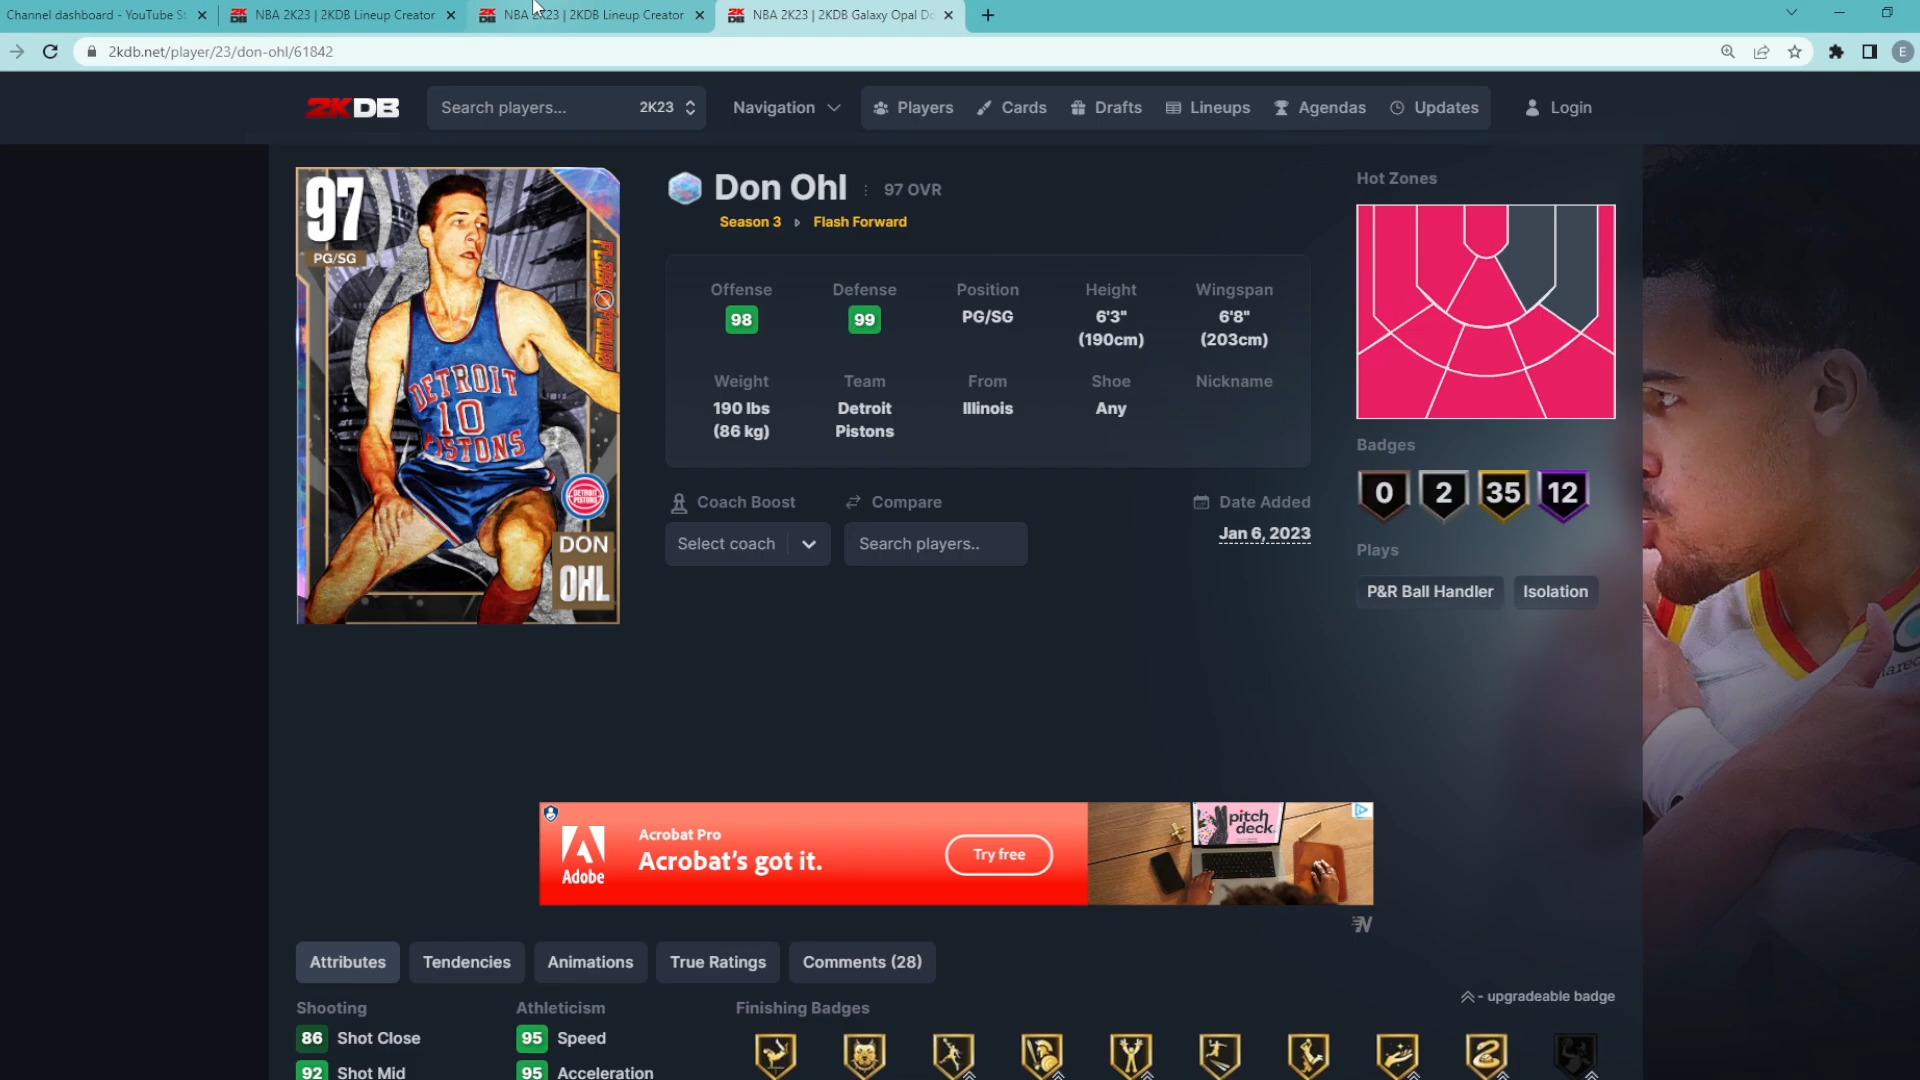 Channel dashboard - YouTube St
NBA 2K23 | 2KDB Lineup Creator
NBA 2K23 | 2KDB Lineup Creator
NBA 2K23 | 2KDB Galaxy Opal Do
2kdb.net/player/23/don-ohl/61842
E
2KDB
Search players...
2K23
Navigation
Players
Cards
Drafts
Lineups
Agendas
Updates
Login
97
PG/SG
FLASH FORWARD
DETROIT
10
PISTONS
DETROIT
PISTONS
DON
OHL
Don Ohl : 97 OVR
Season 3 Flash Forward
Offense Defense Position Height Wingspan
98 99 PG/SG 6'3" 6'8"
(190cm) (203cm)
Weight Team From Shoe Nickname
190 lbs Detroit Illinois Any
(86 kg) Pistons
Coach Boost Compare Date Added
Select coach Search players.. Jan 6, 2023
Hot Zones
Badges
0 2 35 12
Plays
P&R Ball Handler Isolation
Adobe
Acrobat Pro
Acrobat's got it.
Try free
pitch
deck
Attributes Tendencies Animations True Ratings Comments (28)
- upgradeable badge
Shooting Athleticism Finishing Badges
86 Shot Close 95 Speed
92 Shot Mid 95 Acceleration